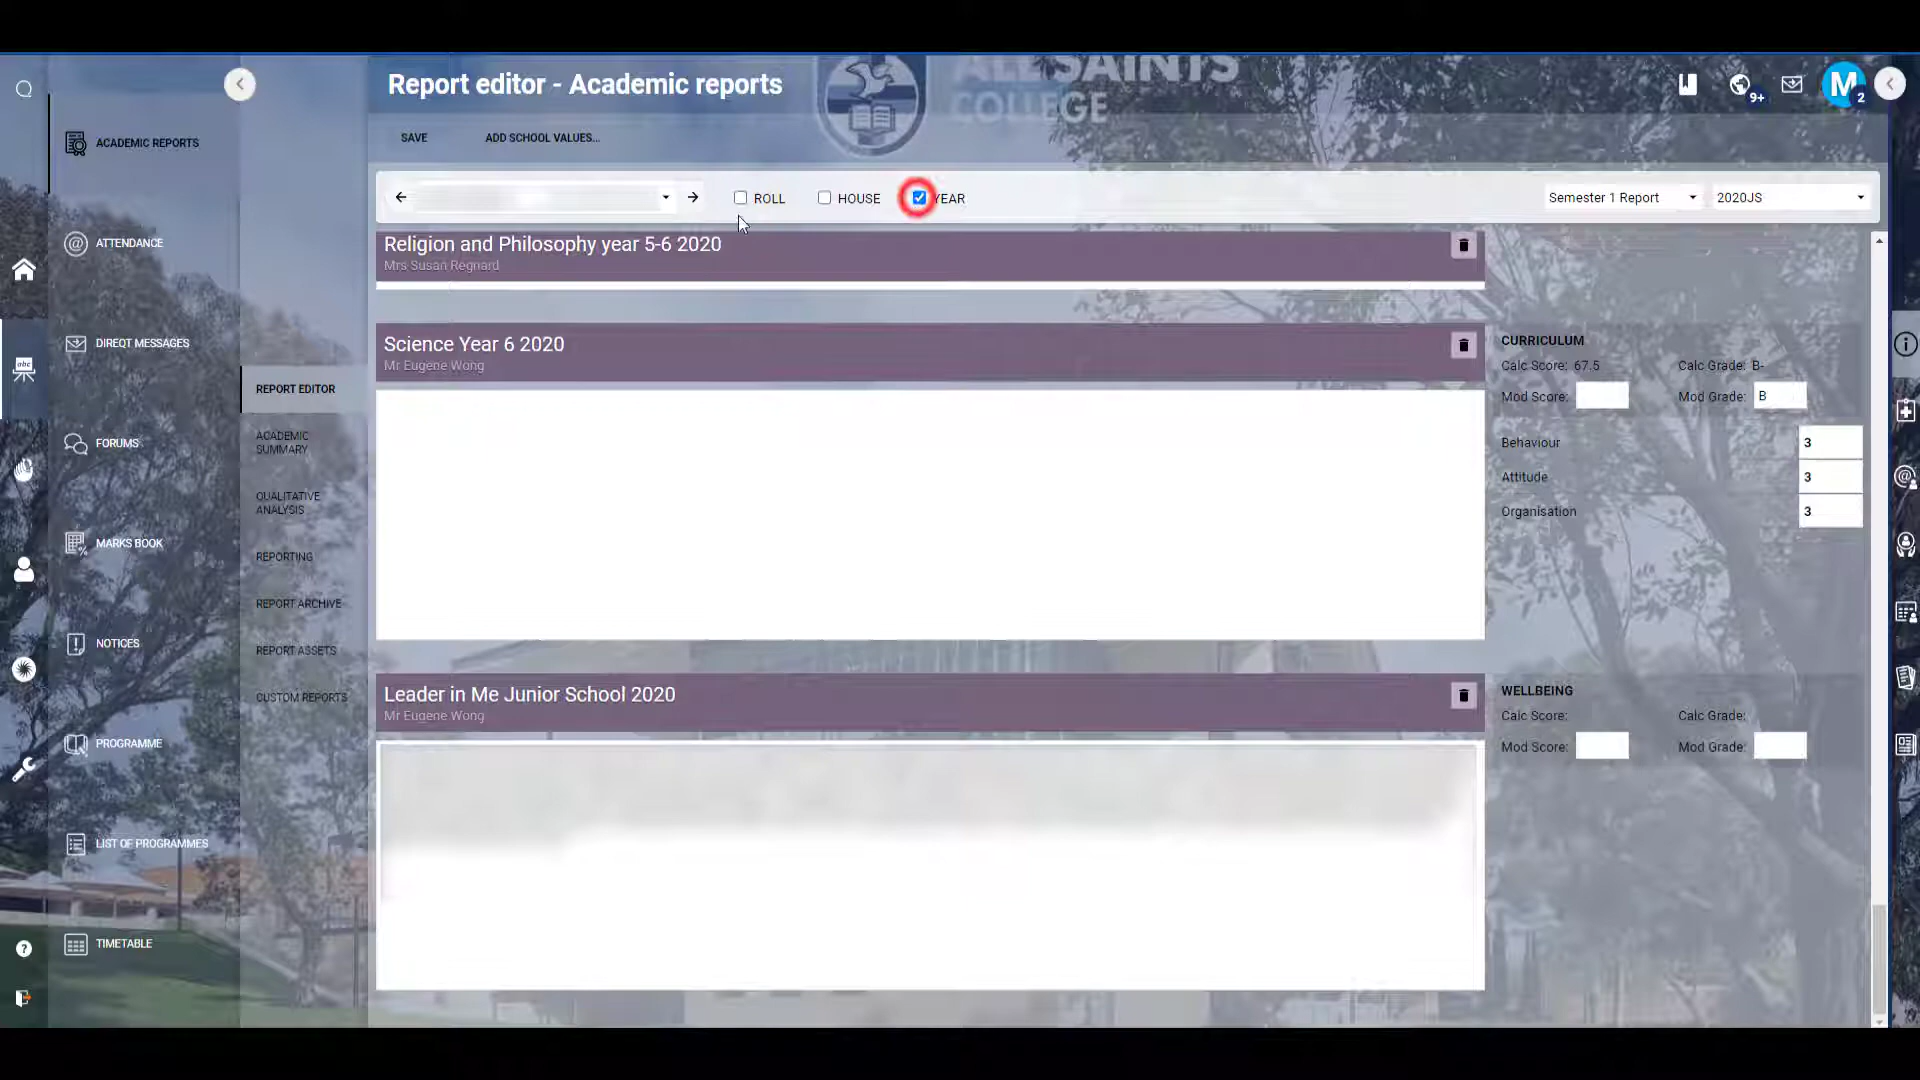 ALL SAINTS
COLLEGE
Report editor - Academic reports
9+
M
2
ACADEMIC REPORTS
SAVE
ADD SCHOOL VALUES...
ROLL
HOUSE
YEAR
Semester 1 Report
2020JS
ATTENDANCE
DIREQT MESSAGES
FORUMS
MARKS BOOK
NOTICES
PROGRAMME
LIST OF PROGRAMMES
TIMETABLE
abc
?
REPORT EDITOR
ACADEMIC
SUMMARY
QUALITATIVE
ANALYSIS
REPORTING
REPORT ARCHIVE
REPORT ASSETS
CUSTOM REPORTS
Religion and Philosophy year 5-6 2020
Mrs Susan Regnard
Science Year 6 2020
Mr Eugene Wong
CURRICULUM
Calc Score: 67.5
Calc Grade: B-
Mod Score:
Mod Grade: B
Behaviour 3
Attitude 3
Organisation 3
Leader in Me Junior School 2020
Mr Eugene Wong
WELLBEING
Calc Score:
Calc Grade:
Mod Score:
Mod Grade: